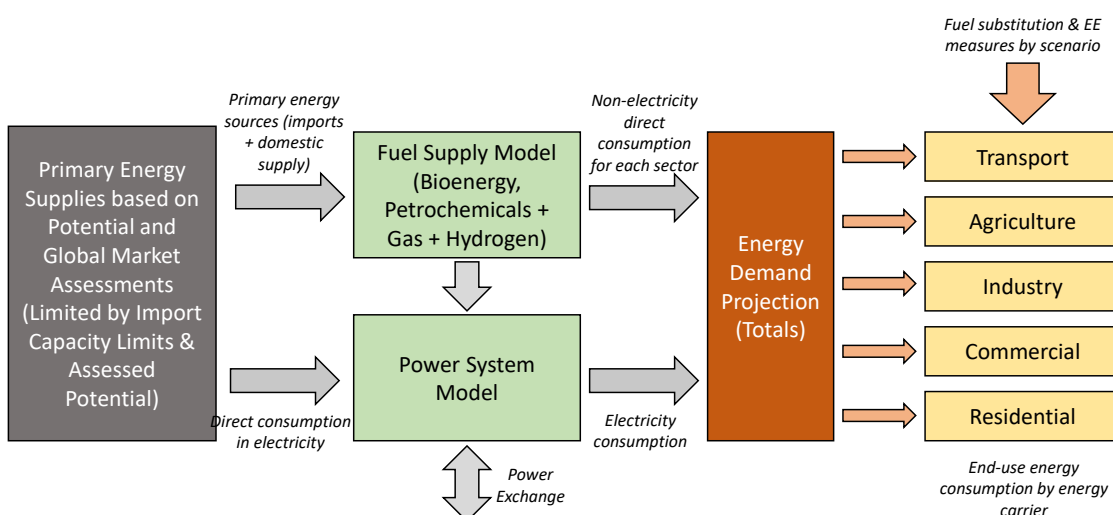 Fuel substitution & EE
measures by scenario
Primary energy
sources (imports
+ domestic
supply)
Non-electricity
direct
consumption
for each sector
Primary Energy
Supplies based on
Potential and
Global Market
Assessments
(Limited by Import
Capacity Limits &
Assessed
Potential)
Fuel Supply Model
(Bioenergy,
Petrochemicals +
Gas + Hydrogen)
Energy
Demand
Projection
(Totals)
Transport
Agriculture
Industry
Commercial
Residential
Power System
Model
Direct consumption
in electricity
Electricity
consumption
Power
Exchange
End-use energy
consumption by energy
carrier